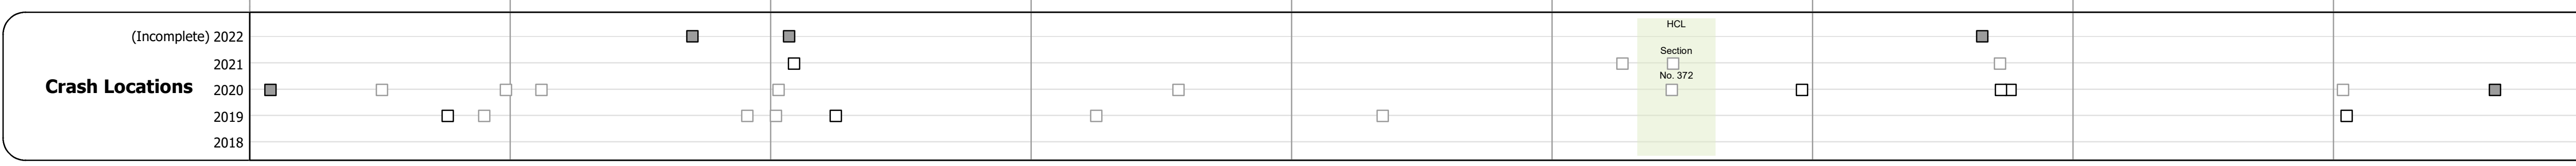 HCL
(Incomplete) 2022
Section
2021
No. 372
Crash Locations
2020
2019
2018